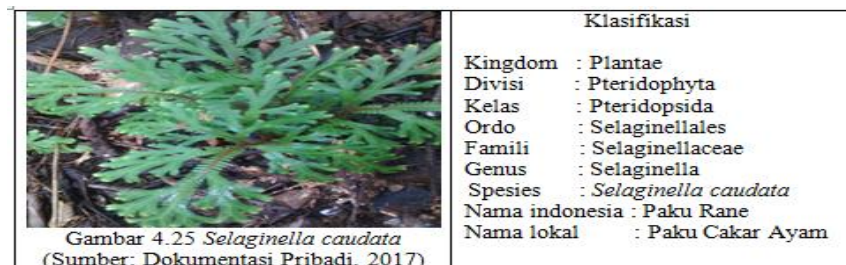 Gambar 4.25 Selaginella caudata
(Sumber: Dokumentasi Pribadi, 2017)
Klasifikasi
Kingdom : Plantae
Divisi : Pteridophyta
Kelas : Pteridopsida
Ordo : Selaginellales
Famili : Selaginellaceae
Genus : Selaginella
Spesies : Selaginella caudata
Nama indonesia : Paku Rane
Nama lokal : Paku Cakar Ayam